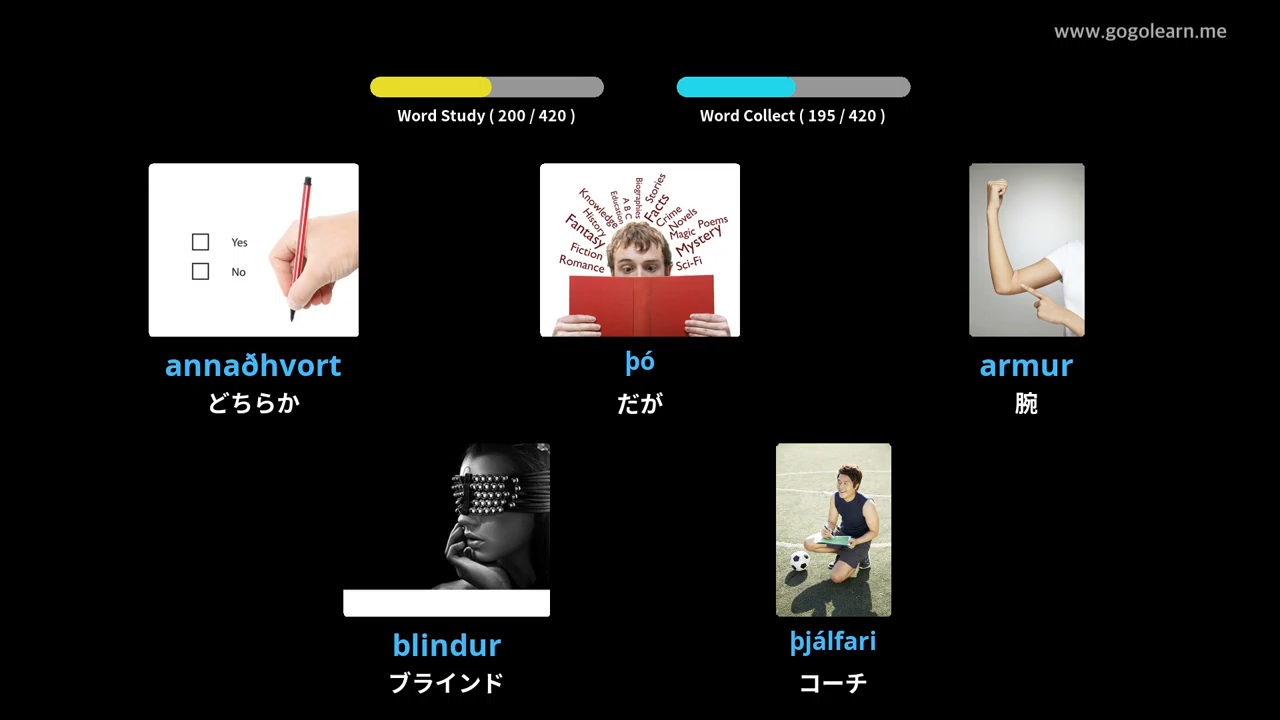 www.gogolearn.me
Word Study ( 200 / 420 )
Word Collect ( 195 / 420 )
Yes
No
Knowledge
Education
Biographies
Stories
History
A B C
Facts
Crime
Novels
Fantasy
Magic
Poems
Fiction
Mystery
Romance
Sci-Fi
annaðhvort
どちらか
þó
だが
armur
腕
blindur
ブラインド
þjálfari
コーチ